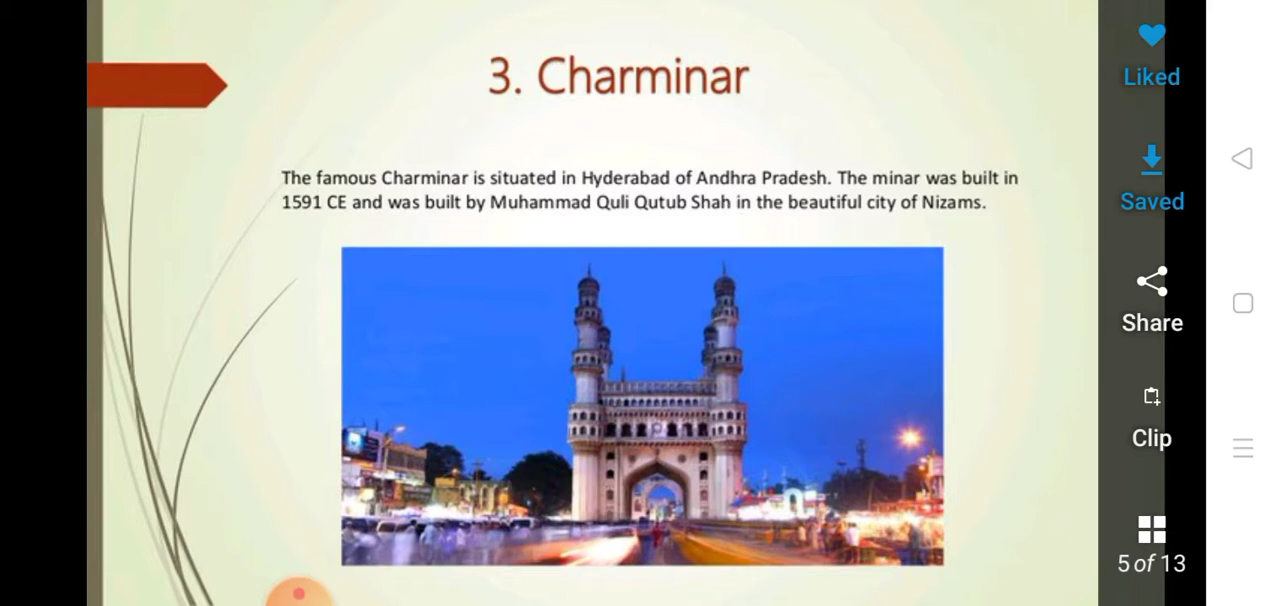 3. Charminar
The famous Charminar is situated in Hyderabad of Andhra Pradesh. The minar was built in
1591 CE and was built by Muhammad Quli Qutub Shah in the beautiful city of Nizams.
Liked
Saved
Share
Clip
5 of 13